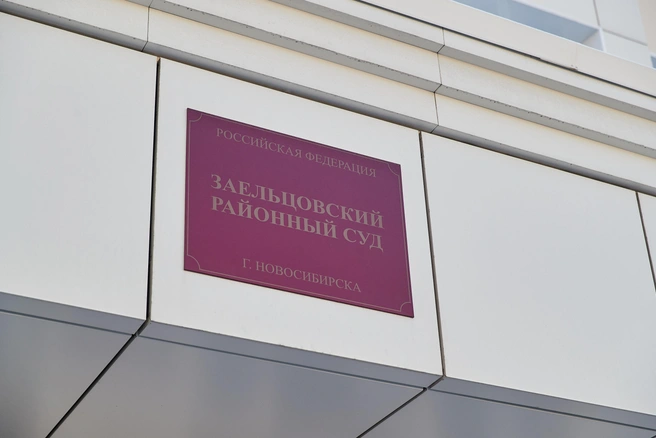 РОССИЙСКАЯ ФЕДЕРАЦИЯ
ЗАЕЛЬЦОВСКИЙ
РАЙОННЫЙ СУД
Г. НОВОСИБИРСКА